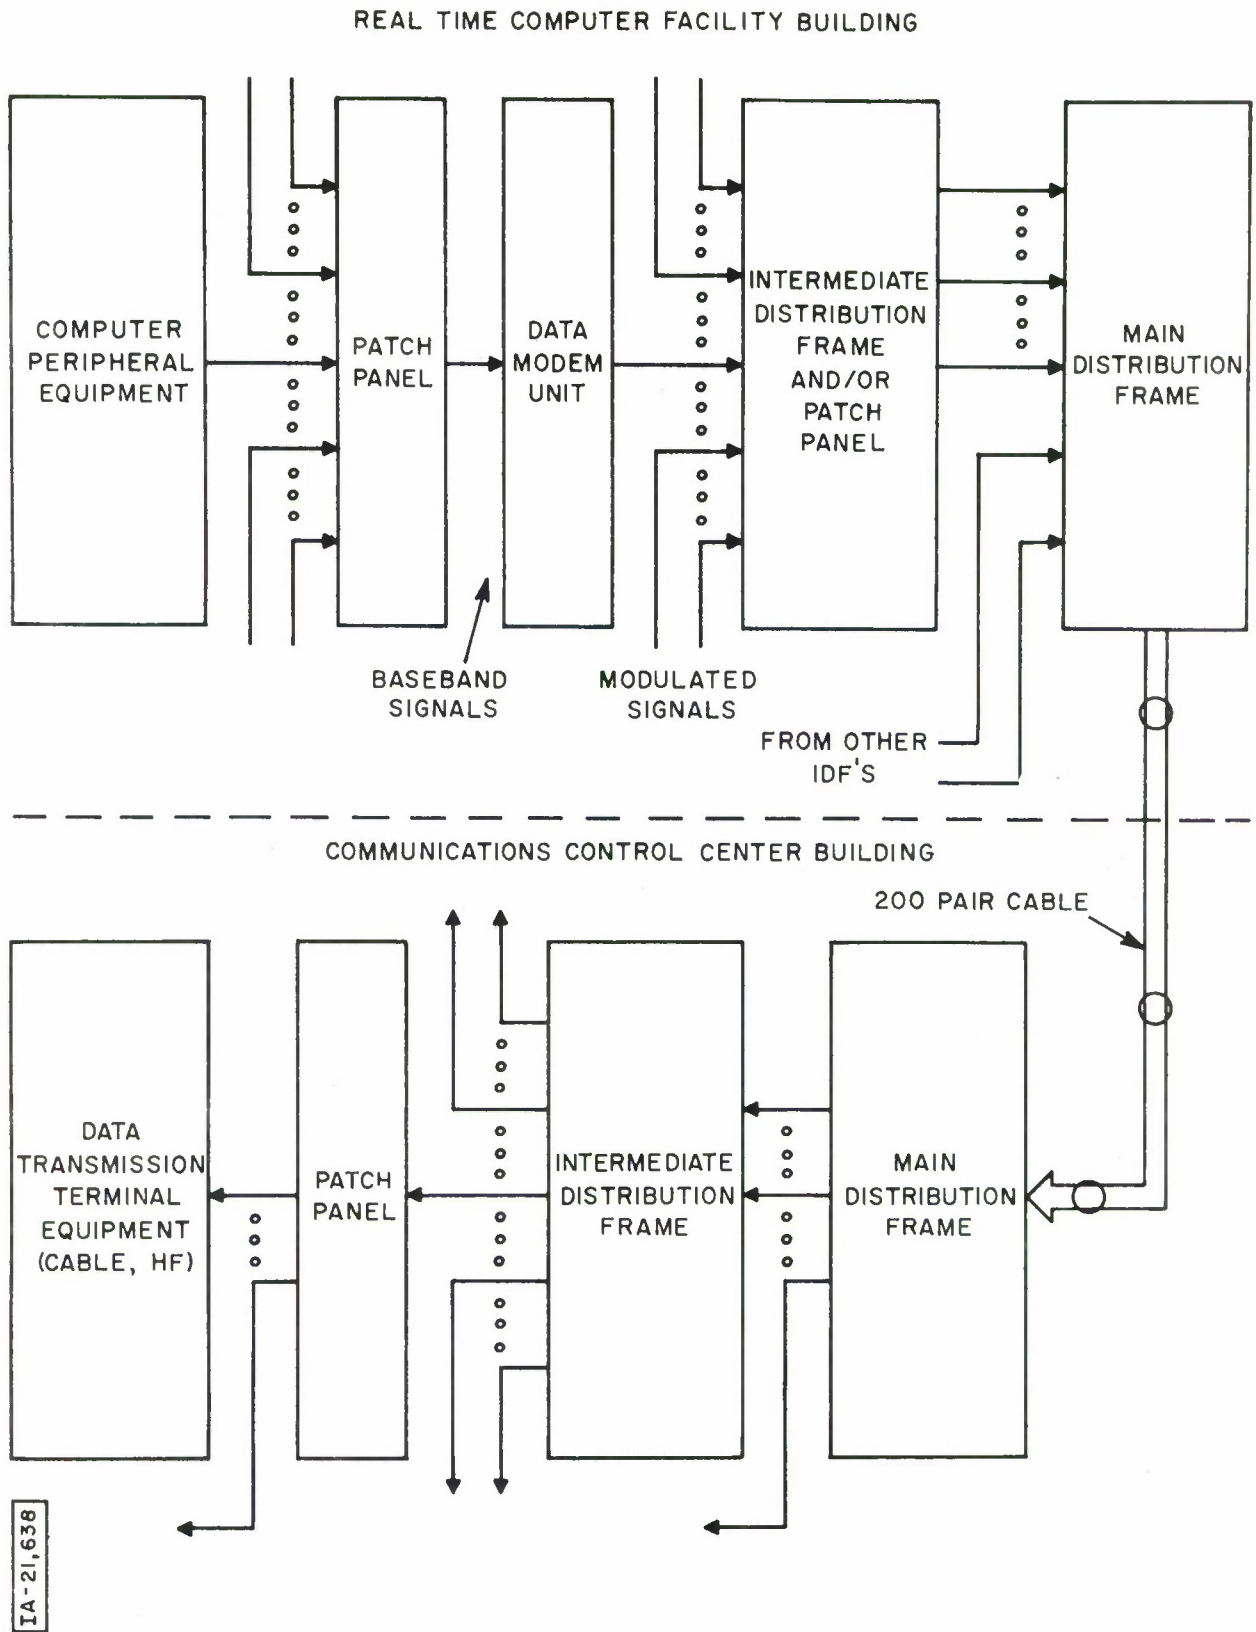 REAL TIME COMPUTER FACILITY BUILDING
COMPUTER
PERIPHERAL
EQUIPMENT
PATCH
PANEL
DATA
MODEM
UNIT
INTERMEDIATE
DISTRIBUTION
FRAME
AND/OR
PATCH
PANEL
MAIN
DISTRIBUTION
FRAME
BASEBAND
SIGNALS
MODULATED
SIGNALS
FROM OTHER
IDF'S
COMMUNICATIONS CONTROL CENTER BUILDING
200 PAIR CABLE
DATA
TRANSMISSION
TERMINAL
EQUIPMENT
(CABLE, HF)
PATCH
PANEL
INTERMEDIATE
DISTRIBUTION
FRAME
MAIN
DISTRIBUTION
FRAME
IA-21,638